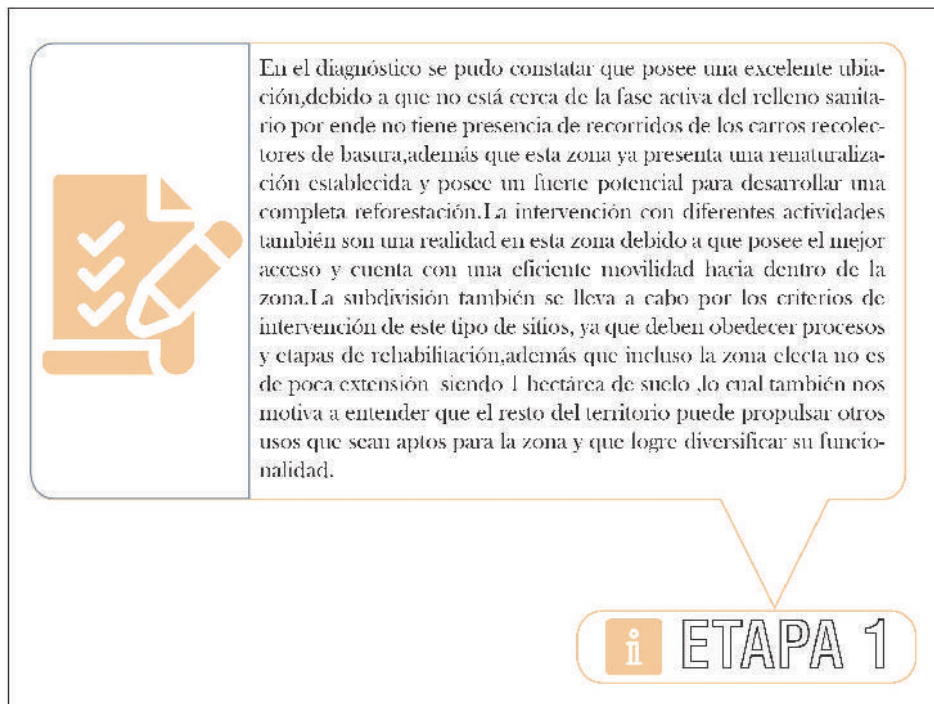 En el diagnóstico se pudo constatar que posee una excelente ubia-
ción,debido a que no está cerca de la fase activa del relleno sanita-
rio por ende no tiene presencia de recorridos de los carros recolec-
tores de basura,además que esta zona ya presenta una renaturaliza-
ción establecida y posee un fuerte potencial para desarrollar una
completa reforestación.La intervención con diferentes actividades
también son una realidad en esta zona debido a que posee el mejor
acceso y cuenta con una eficiente movilidad hacia dentro de la
zona.La subdivisión también se lleva a cabo por los criterios de
intervención de este tipo de sitios, ya que deben obedecer procesos
y etapas de rehabilitación,además que incluso la zona electa no es
de poca extensión siendo 1 hectárea de suelo ,lo cual también nos
motiva a entender que el resto del territorio puede propulsar otros
usos que sean aptos para la zona y que logre diversificar su funcio-
nalidad.
i ETAPA 1